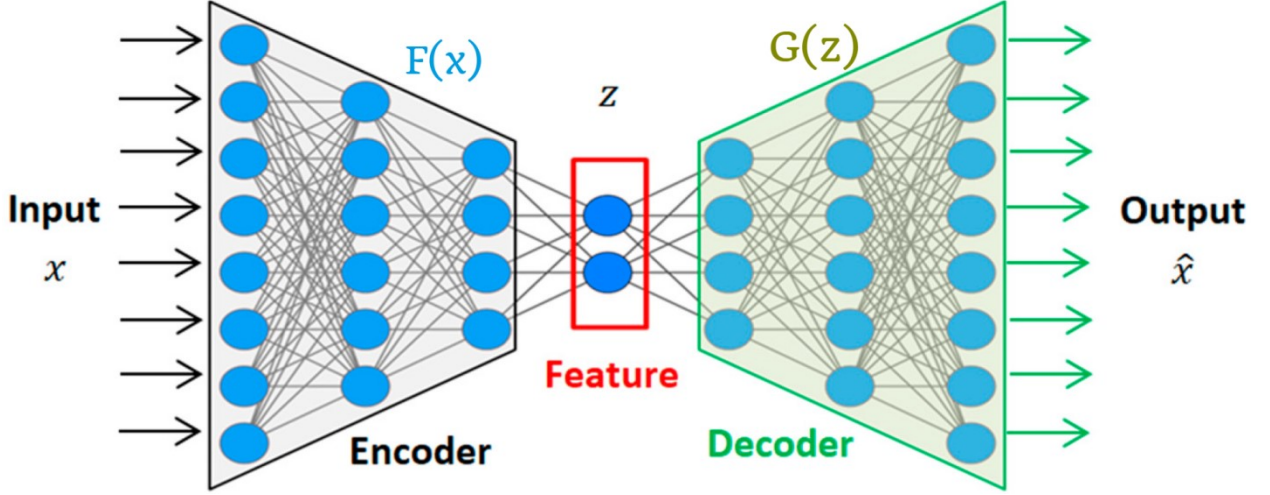 F(x)
G(z)
z
Input
x
Output
x̂
Feature
Encoder
Decoder